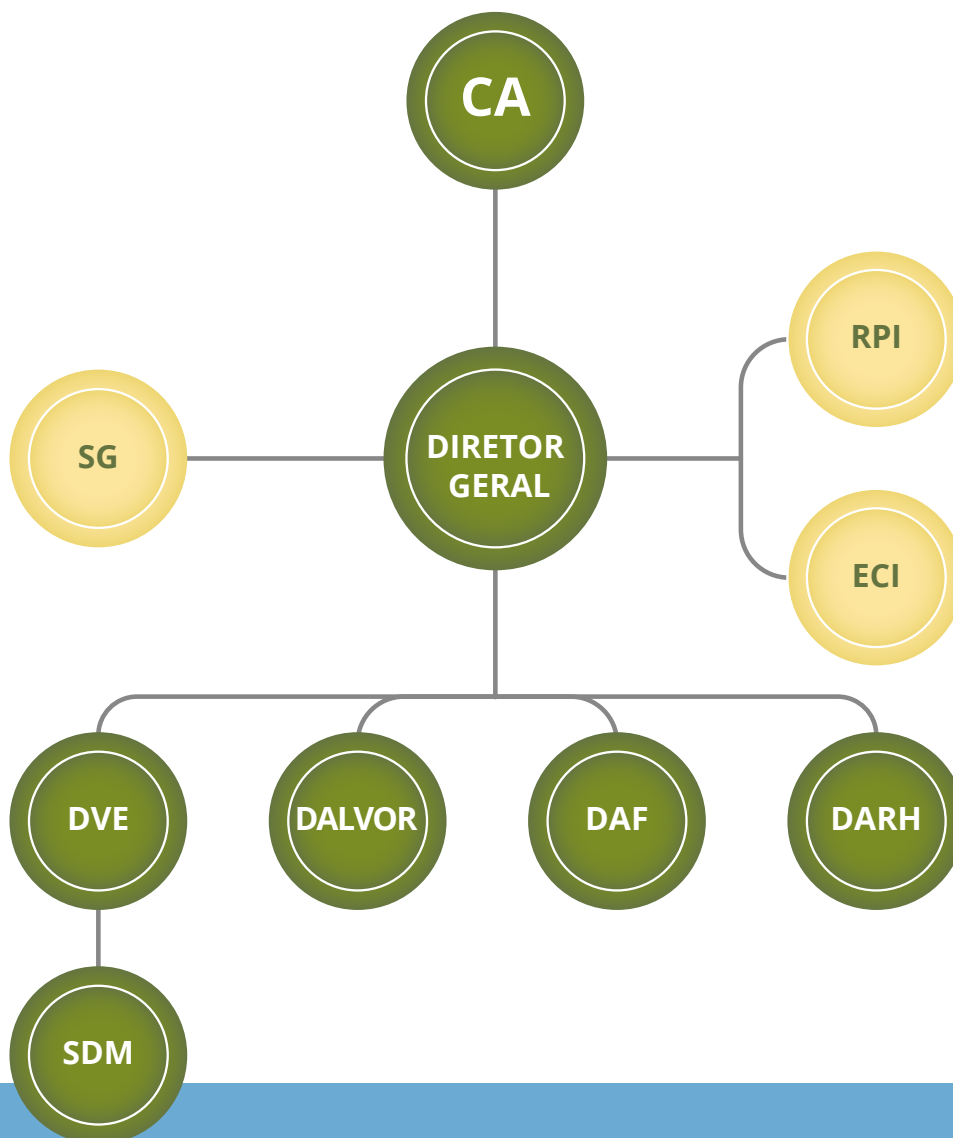 CA
RPI
SG
DIRETOR
GERAL
ECI
DVE
DALVOR
DAF
DARH
SDM